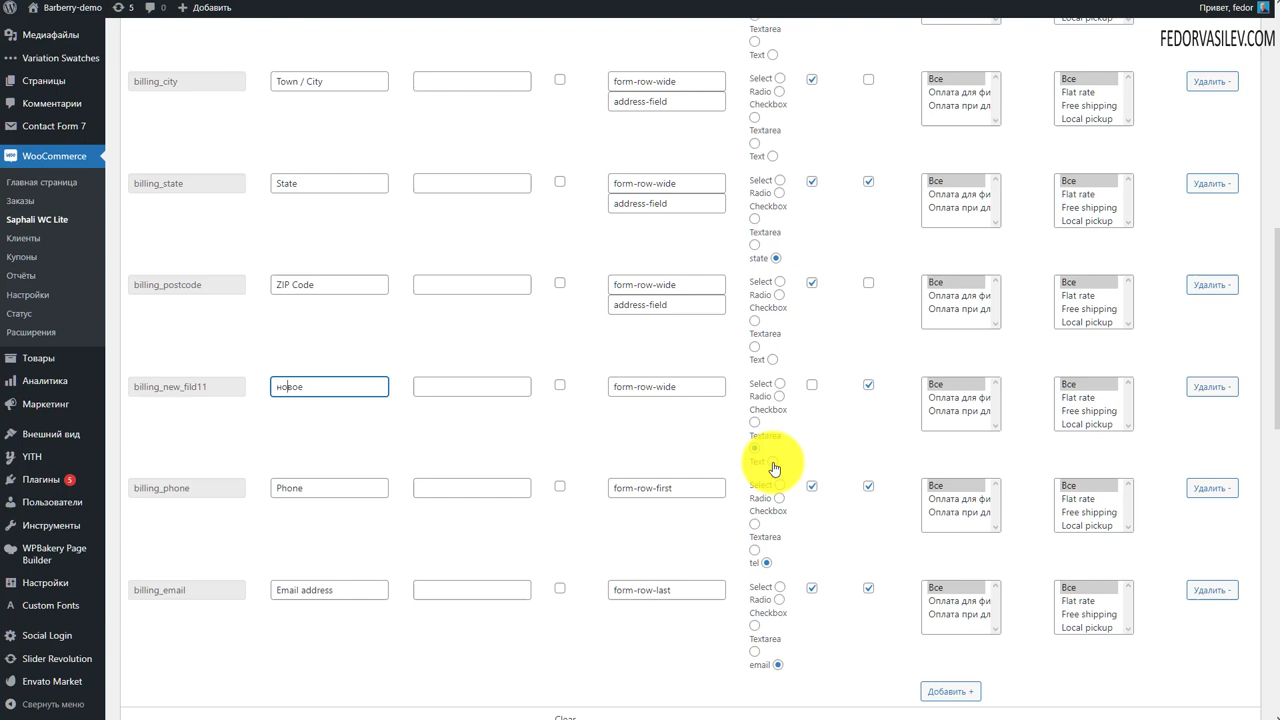 Barbery-demo 5 0 Добавить Привет, fedor
FEDORVASILEV.COM
Медиафайлы
Variation Swatches
Страницы
Комментарии
Contact Form 7
WooCommerce
Главная страница
Заказы
Saphali WC Lite
Клиенты
Купоны
Отчёты
Настройки
Статус
Расширения
Товары
Аналитика
Маркетинг
Внешний вид
YITH
Плагины 5
Пользователи
Инструменты
WPBakery Page
Builder
Настройки
Custom Fonts
Social Login
Slider Revolution
Envato Market
Свернуть меню
Textarea
Text
Local pickup
billing_city Town / City form-row-wide Select Все Все Удалить -
address-field Radio Оплата для фи Flat rate
Checkbox Оплата при дл Free shipping
Textarea Local pickup
Text
billing_state State form-row-wide Select Все Все Удалить -
address-field Radio Оплата для фи Flat rate
Checkbox Оплата при дл Free shipping
Textarea Local pickup
state
billing_postcode ZIP Code form-row-wide Select Все Все Удалить -
address-field Radio Оплата для фи Flat rate
Checkbox Оплата при дл Free shipping
Textarea Local pickup
Text
billing_new_fild11 новое form-row-wide Select Все Все Удалить -
Radio Оплата для фи Flat rate
Checkbox Оплата при дл Free shipping
Textarea Local pickup
Text
billing_phone Phone form-row-first Select Все Все Удалить -
Radio Оплата для фи Flat rate
Checkbox Оплата при дл Free shipping
Textarea Local pickup
tel
billing_email Email address form-row-last Select Все Все Удалить -
Radio Оплата для фи Flat rate
Checkbox Оплата при дл Free shipping
Textarea Local pickup
email
Добавить +
Clear